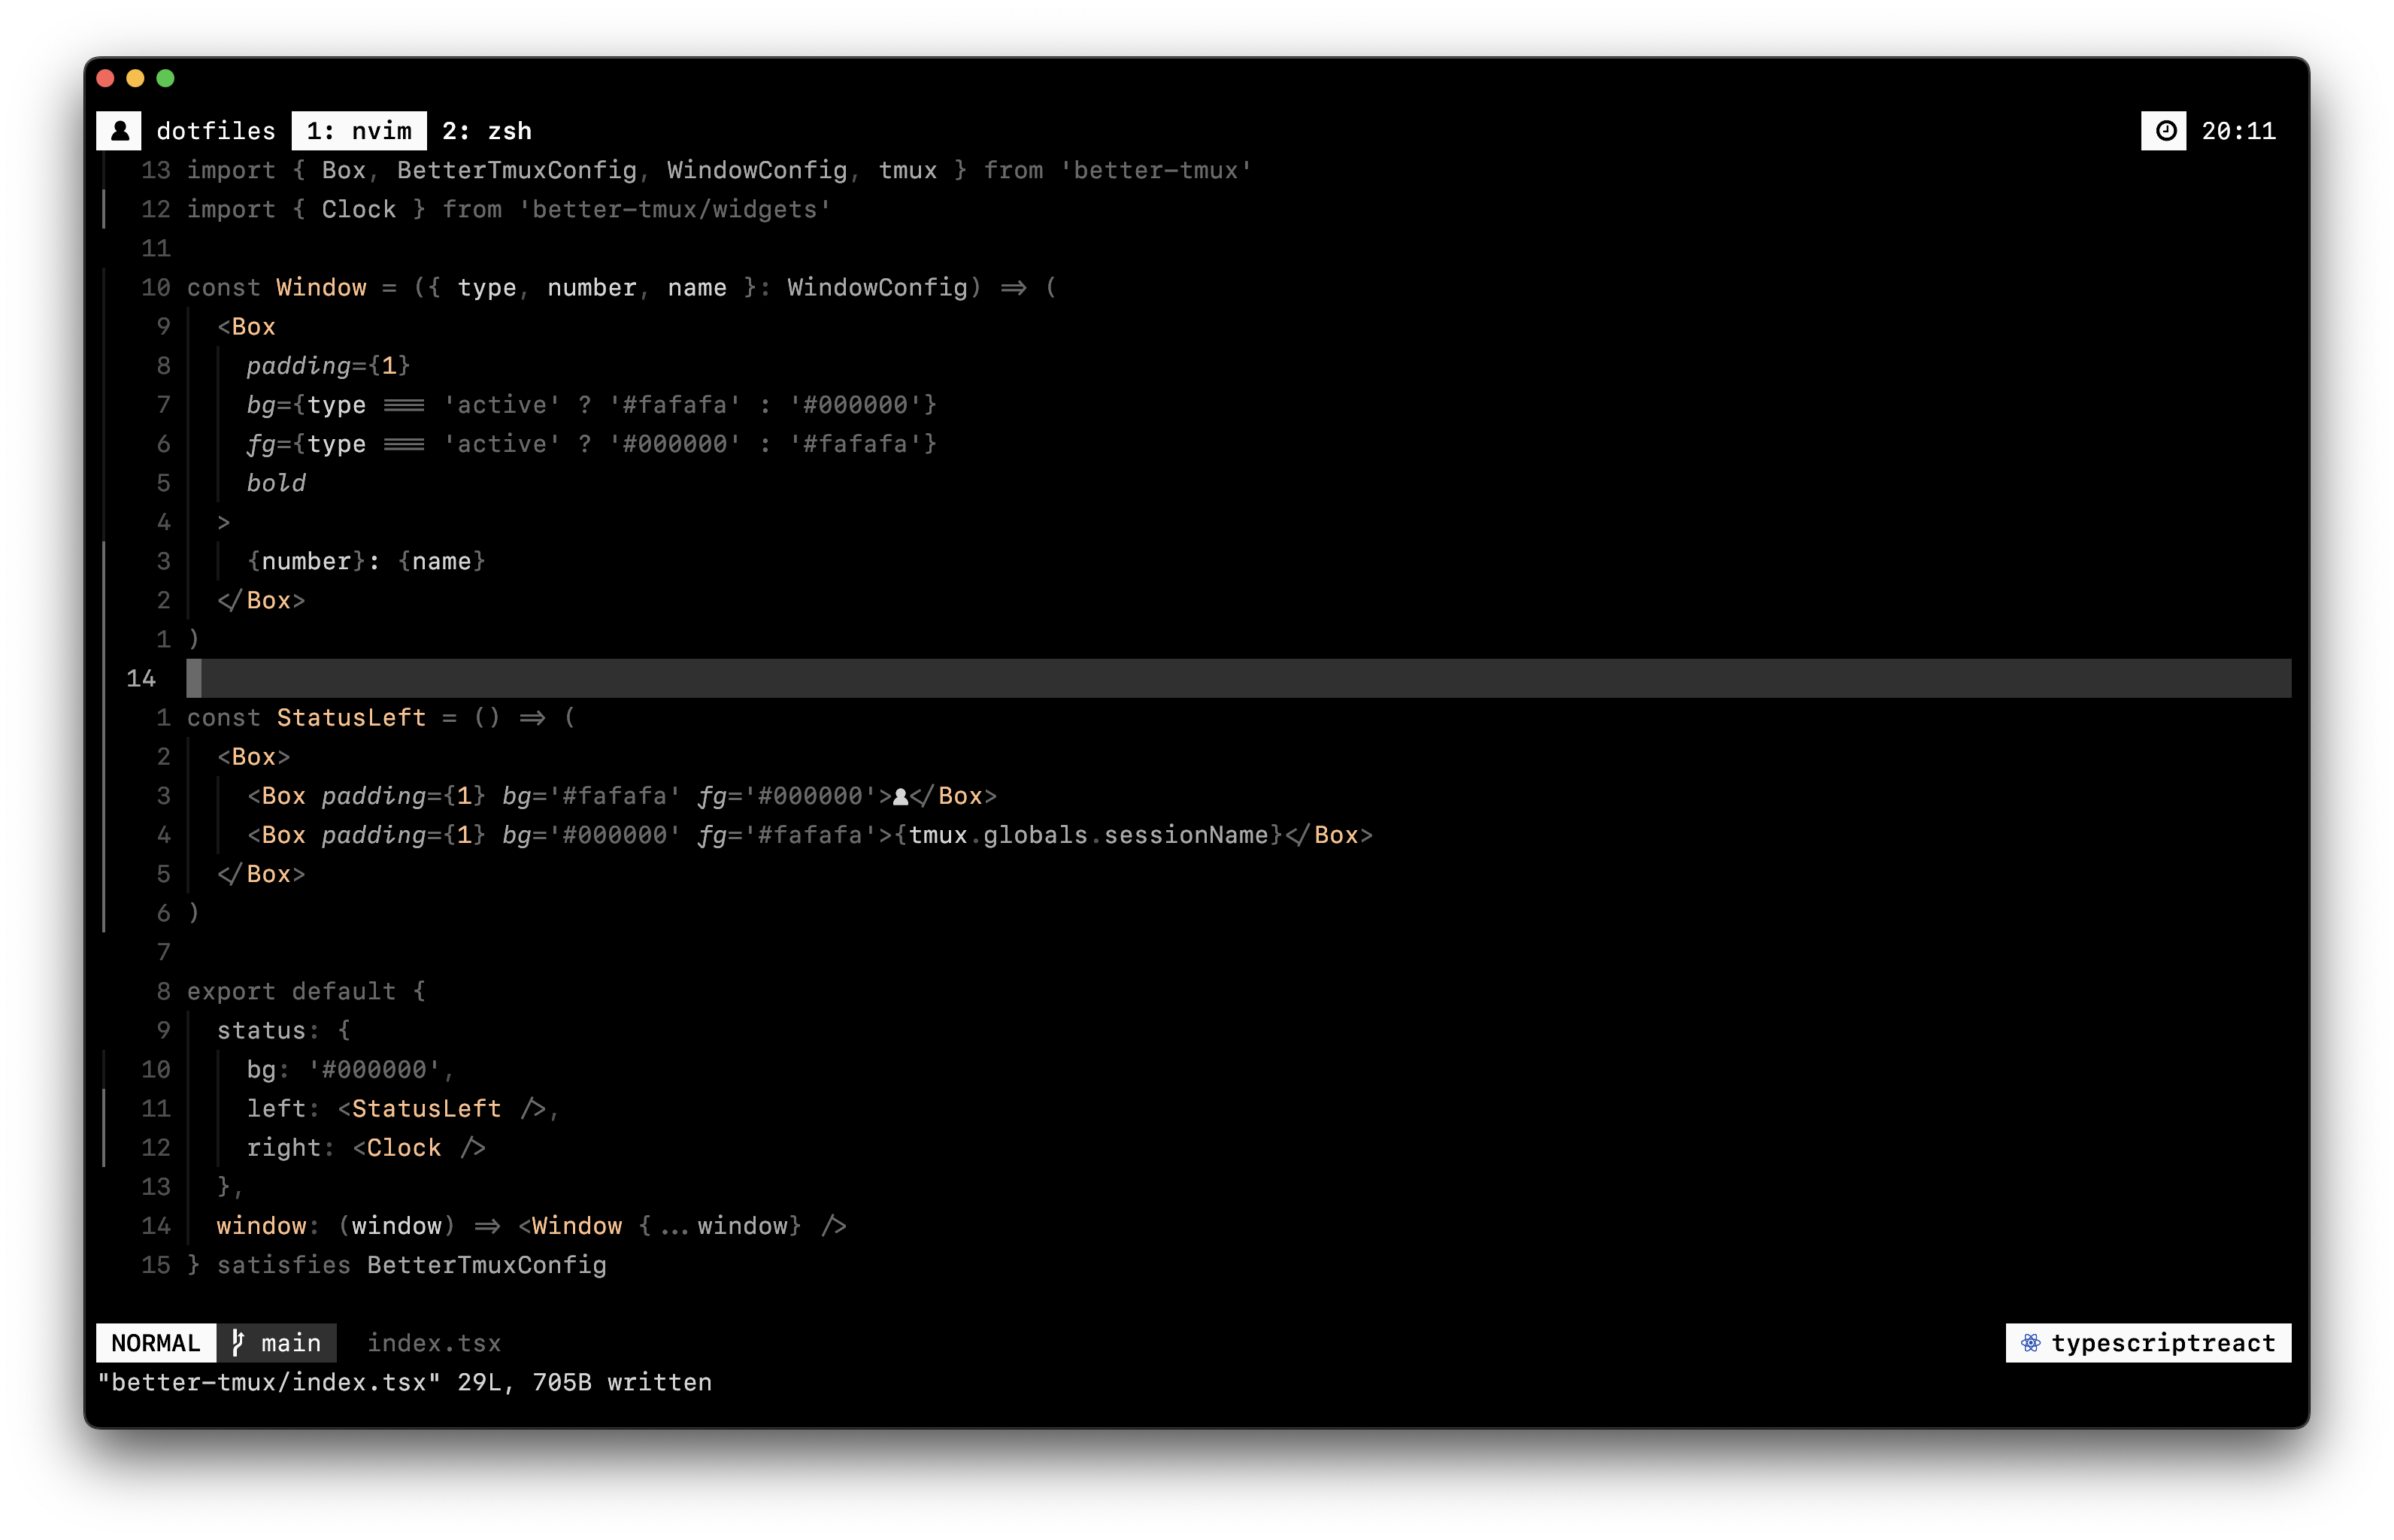 dotfiles 1: nvim 2: zsh 20:11
13 import { Box, BetterTmuxConfig, WindowConfig, tmux } from 'better-tmux'
12 import { Clock } from 'better-tmux/widgets'
11
10 const Window = ({ type, number, name }: WindowConfig) => (
9 <Box
8 padding={1}
7 bg={type === 'active' ? '#fafafa' : '#000000'}
6 fg={type === 'active' ? '#000000' : '#fafafa'}
5 bold
4 >
3 {number}: {name}
2 </Box>
1 )
14
1 const StatusLeft = () => (
2 <Box>
3 <Box padding={1} bg='#fafafa' fg='#000000'></Box>
4 <Box padding={1} bg='#000000' fg='#fafafa'>{tmux.globals.sessionName}</Box>
5 </Box>
6 )
7
8 export default {
9 status: {
10 bg: '#000000',
11 left: <StatusLeft />,
12 right: <Clock />
13 },
14 window: (window) => <Window {...window} />
15 } satisfies BetterTmuxConfig
NORMAL main index.tsx typescriptreact
"better-tmux/index.tsx" 29L, 705B written